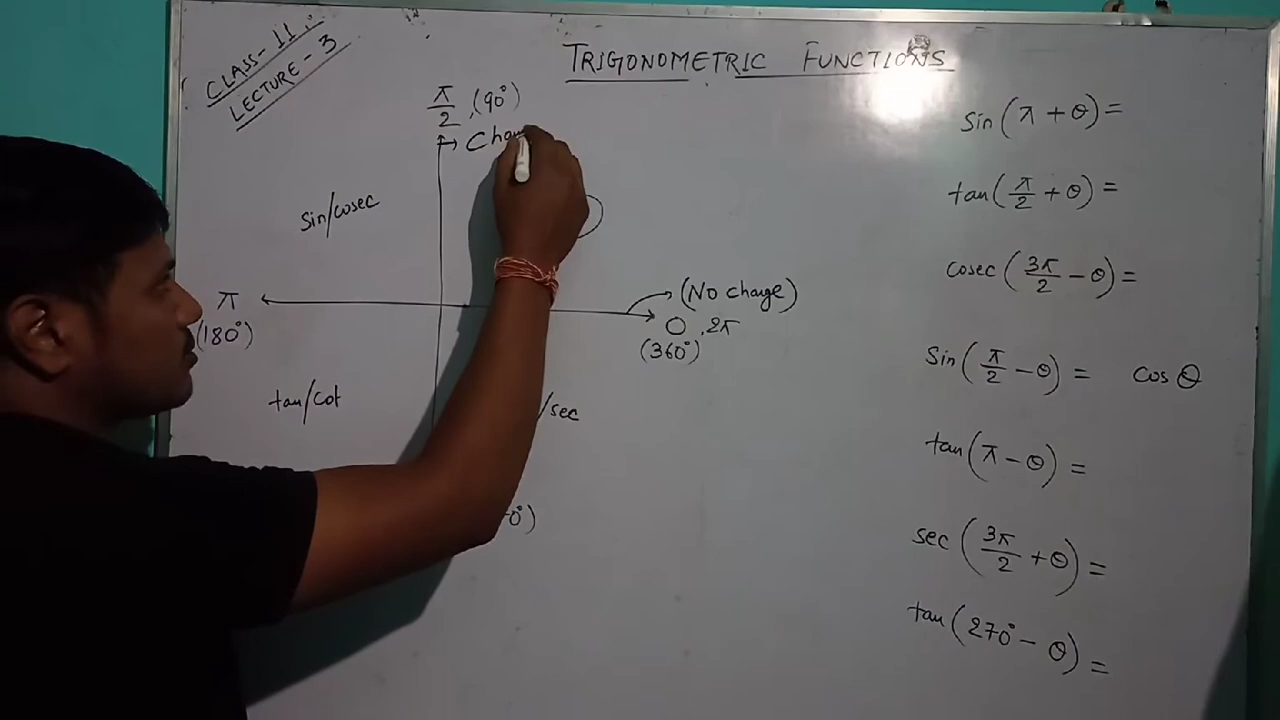 CLASS-11
LECTURE-3
TRIGONOMETRIC FUNCTIONS
π/2, (90°)
sin/cosec
π
(180°)
(No change)
0, 2π
(360°)
tan/cot
/sec
sin(π+θ)=
tan(π/2+θ)=
cosec(3π/2-θ)=
sin(π/2-θ)= cos θ
tan(π-θ)=
sec(3π/2+θ)=
tan(270°-θ)=